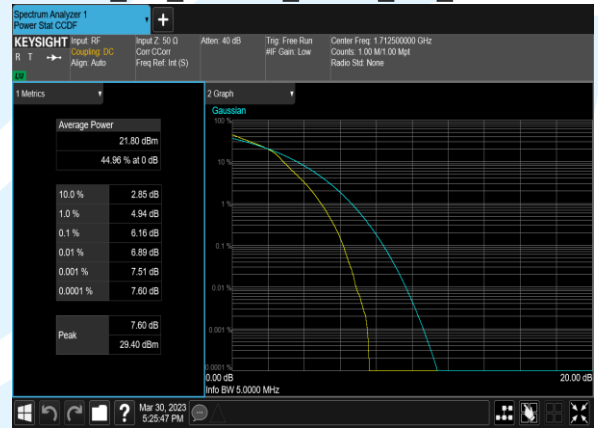 Spectrum Analyzer 1
Power Stat CCDF
+
KEYSIGHT
R T
LW
Input: RF
Coupling: DC
Align: Auto
Input Z: 50 Ω
Corr CCorr
Freq Ref: Int (S)
Atten: 40 dB
Trig: Free Run
#IF Gain: Low
Center Freq: 1.712500000 GHz
Counts: 1.00 M/1.00 Mpt
Radio Std: None
1 Metrics
Average Power
21.80 dBm
44.96 % at 0 dB
10.0 % 2.85 dB
1.0 % 4.94 dB
0.1 % 6.16 dB
0.01 % 6.89 dB
0.001 % 7.51 dB
0.0001 % 7.60 dB
Peak
7.60 dB
29.40 dBm
2 Graph
Gaussian
100 %
10 %
1 %
0.1 %
0.01 %
0.001 %
0.0001 %
0.00 dB 20.00 dB
Info BW 5.0000 MHz
?
Mar 30, 2023
5:25:47 PM